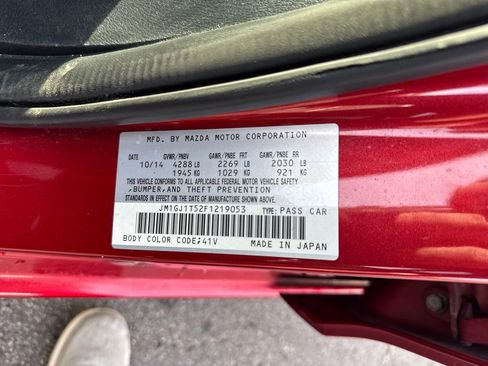 MFD. BY MAZDA MOTOR CORPORATION
GVWR/PNBV GAWR/PNBE FRT GAWR/PNBE RR
10/14 4288 LB 2269 LB 2030 LB
1945 KG 1029 KG 921 KG
THIS VEHICLE CONFORMS TO ALL APPLICABLE FEDERAL MOTOR VEHICLE SAFETY
,BUMPER,AND THEFT PREVENTION
STANDARDS IN EFFECT ON THE DATE OF MANUFACTURE SHOWN ABOVE.
JM1GJ1T52F1219053 TYPE: PASS CAR
BODY COLOR CODE;41V MADE IN JAPAN